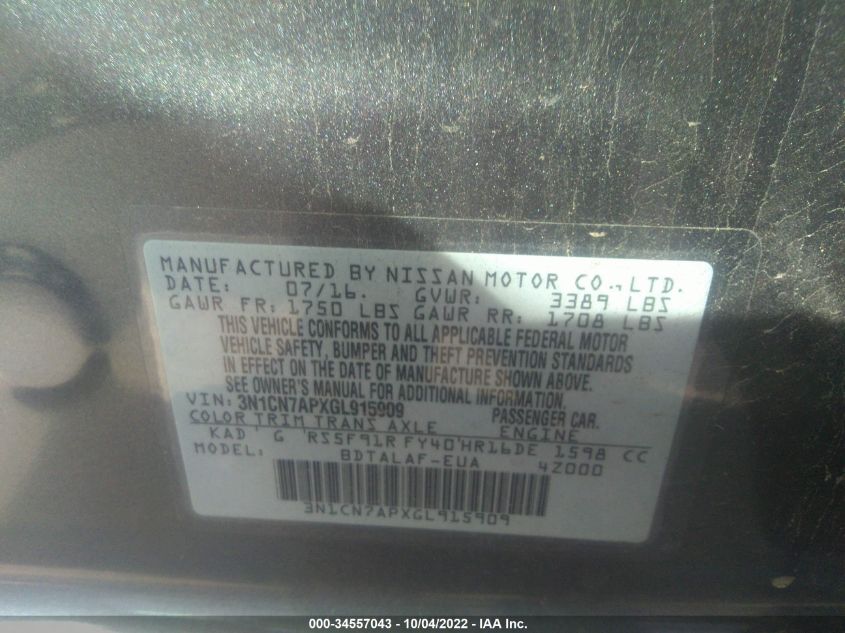 MANUFACTURED BY NISSAN MOTOR CO., LTD.
DATE: 07/16. GVWR: 3389 LBS
GAWR FR: 1750 LBS GAWR RR: 1708 LBS
THIS VEHICLE CONFORMS TO ALL APPLICABLE FEDERAL MOTOR
VEHICLE SAFETY, BUMPER AND THEFT PREVENTION STANDARDS
IN EFFECT ON THE DATE OF MANUFACTURE SHOWN ABOVE.
SEE OWNER'S MANUAL FOR ADDITIONAL INFORMATION.
VIN: 3N1CN7APXGL915909 PASSENGER CAR.
COLOR TRIM TRANS AXLE ENGINE
KAD ' G 'RS5F91R FY40'HR16DE 1598 CC
MODEL: BDTALAF-EUA 4Z000
3N1CN7APXGL915909
000-34557043 - 10/04/2022 - IAA Inc.